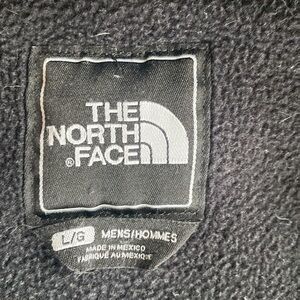 THE
NORTH
®FACE
L/G MENS/HOMMES
MADE IN MEXICO
FABRIQUÉ AU MEXIQUE